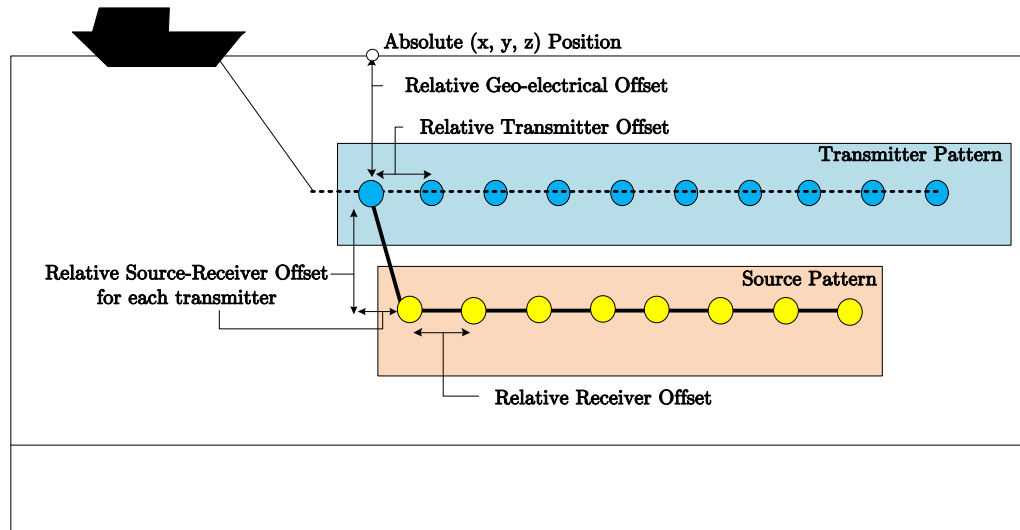 Absolute (x, y, z) Position
Relative Geo-electrical Offset
Relative Transmitter Offset
Transmitter Pattern
Relative Source-Receiver Offset
for each transmitter
Source Pattern
Relative Receiver Offset